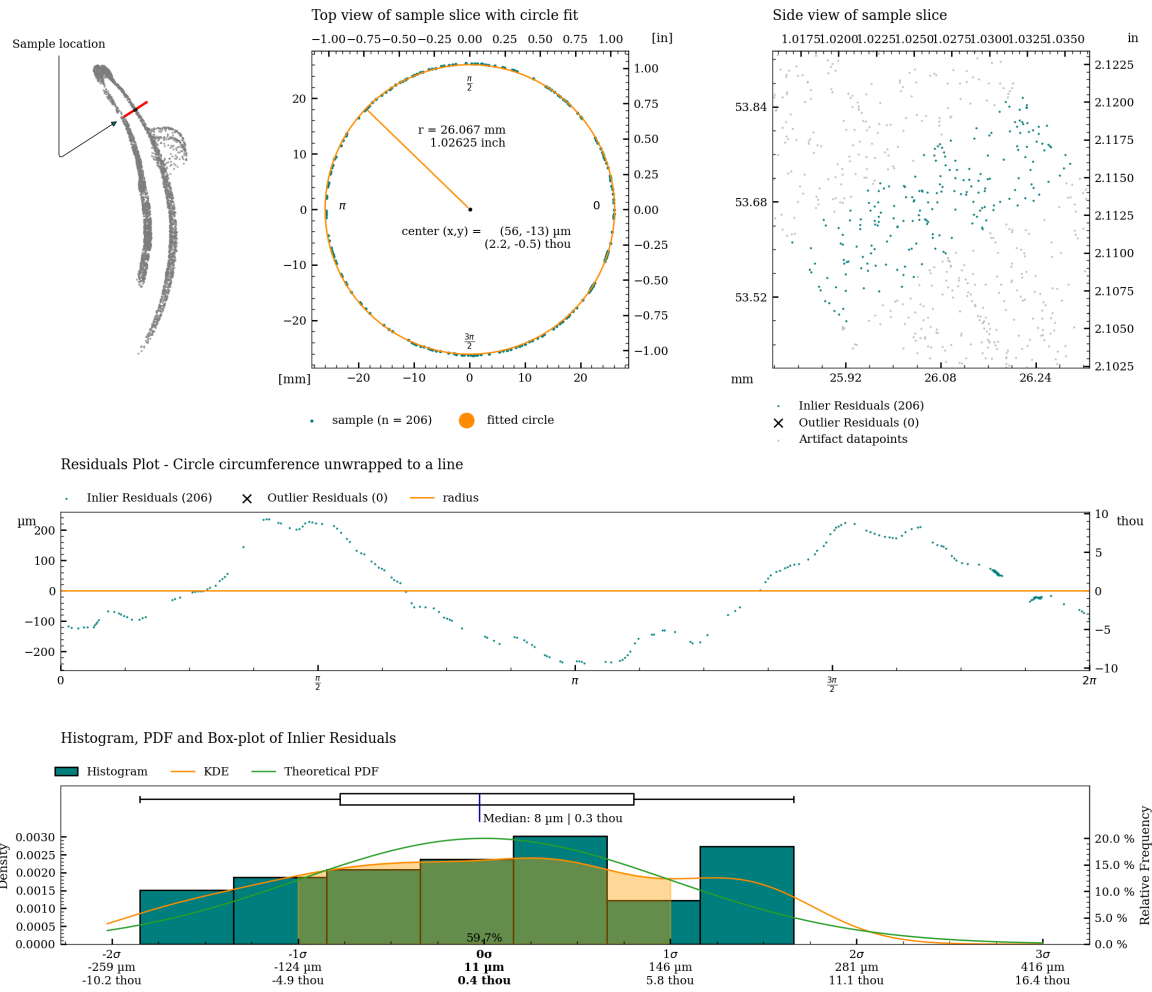 Sample location
Top view of sample slice with circle fit
−1.00 −0.75 −0.50 −0.25 0.00 0.25 0.50 0.75 1.00 [in]
20
10
0
−10
−20
π/2
r = 26.067 mm
1.02625 inch
π
0
center (x,y) = (56, -13) µm
(2.2, -0.5) thou
3π/2
1.00
0.75
0.50
0.25
0.00
−0.25
−0.50
−0.75
−1.00
[mm] −20 −10 0 10 20
sample (n = 206) fitted circle
Side view of sample slice
1.0175 1.0200 1.0225 1.0250 1.0275 1.0300 1.0325 1.0350 in
53.84
53.68
53.52
2.1225
2.1200
2.1175
2.1150
2.1125
2.1100
2.1075
2.1050
2.1025
mm 25.92 26.08 26.24
Inlier Residuals (206)
Outlier Residuals (0)
Artifact datapoints
Residuals Plot - Circle circumference unwrapped to a line
Inlier Residuals (206) Outlier Residuals (0) radius
µm
200
100
0
−100
−200
10
5
0
−5
−10
thou
0 π/2 π 3π/2 2π
Histogram, PDF and Box-plot of Inlier Residuals
Histogram KDE Theoretical PDF
Median: 8 µm | 0.3 thou
Density
0.0030
0.0025
0.0020
0.0015
0.0010
0.0005
0.0000
59.7%
20.0 %
15.0 %
10.0 %
5.0 %
0.0 %
Relative Frequency
-2σ -1σ 0σ 1σ 2σ 3σ
-259 µm -124 µm 11 µm 146 µm 281 µm 416 µm
-10.2 thou -4.9 thou 0.4 thou 5.8 thou 11.1 thou 16.4 thou